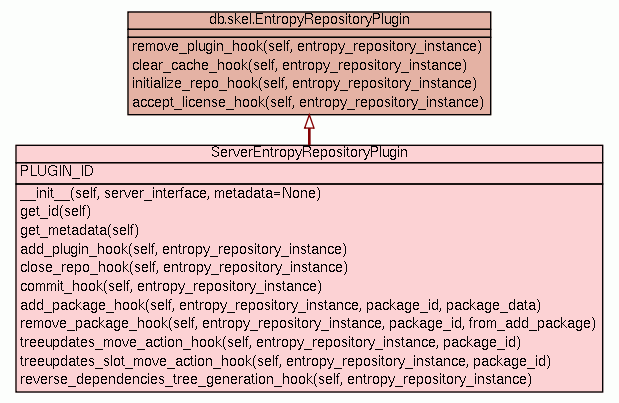 db.skel.EntropyRepositoryPlugin
remove_plugin_hook(self, entropy_repository_instance)
clear_cache_hook(self, entropy_repository_instance)
initialize_repo_hook(self, entropy_repository_instance)
accept_license_hook(self, entropy_repository_instance)
ServerEntropyRepositoryPlugin
PLUGIN_ID
__init__(self, server_interface, metadata=None)
get_id(self)
get_metadata(self)
add_plugin_hook(self, entropy_repository_instance)
close_repo_hook(self, entropy_repository_instance)
commit_hook(self, entropy_repository_instance)
add_package_hook(self, entropy_repository_instance, package_id, package_data)
remove_package_hook(self, entropy_repository_instance, package_id, from_add_package)
treeupdates_move_action_hook(self, entropy_repository_instance, package_id)
treeupdates_slot_move_action_hook(self, entropy_repository_instance, package_id)
reverse_dependencies_tree_generation_hook(self, entropy_repository_instance)